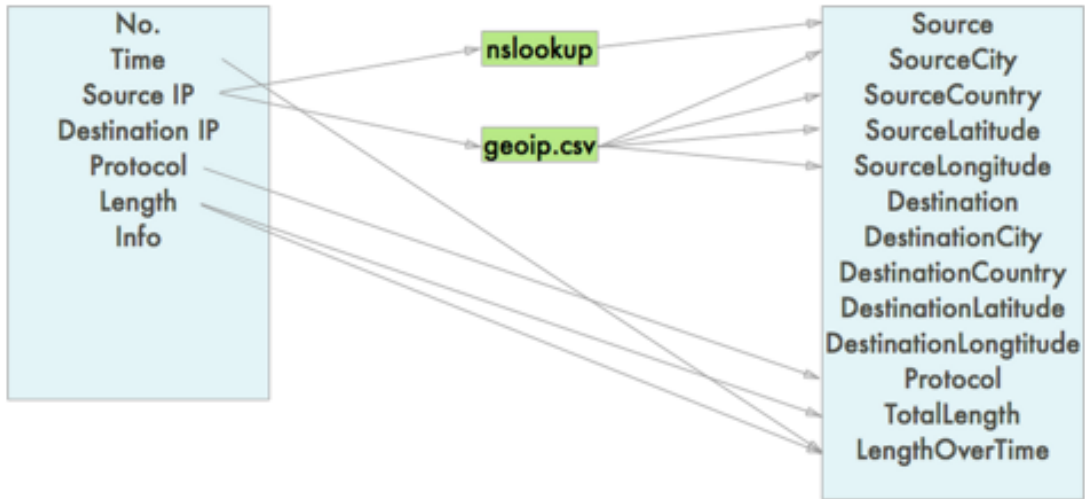 No.
Time
Source IP
Destination IP
Protocol
Length
Info
nslookup
geoip.csv
Source
SourceCity
SourceCountry
SourceLatitude
SourceLongitude
Destination
DestinationCity
DestinationCountry
DestinationLatitude
DestinationLongtitude
Protocol
TotalLength
LengthOverTime